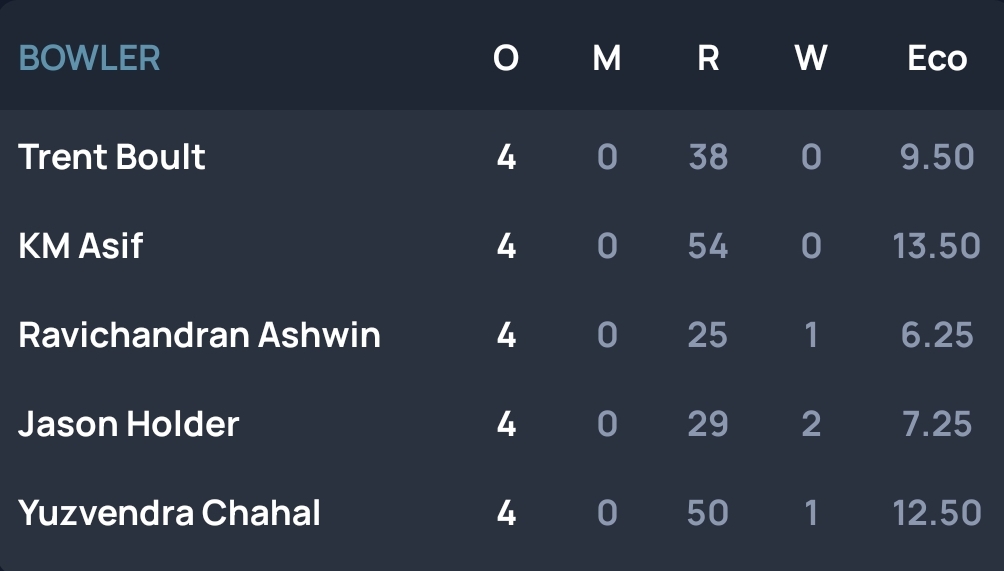 BOWLER O M R W Eco
Trent Boult 4 0 38 0 9.50
KM Asif 4 0 54 0 13.50
Ravichandran Ashwin 4 0 25 1 6.25
Jason Holder 4 0 29 2 7.25
Yuzvendra Chahal 4 0 50 1 12.50